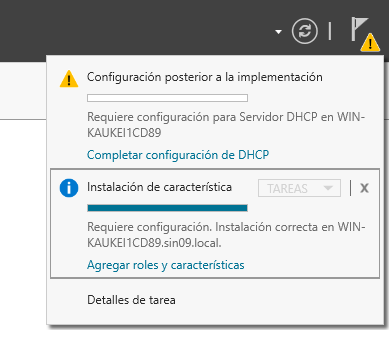 Configuración posterior a la implementación
Requiere configuración para Servidor DHCP en WIN-
KAUKEI1CD89
Completar configuración de DHCP
Instalación de característica
TAREAS
X
Requiere configuración. Instalación correcta en WIN-
KAUKEI1CD89.sin09.local.
Agregar roles y características
Detalles de tarea